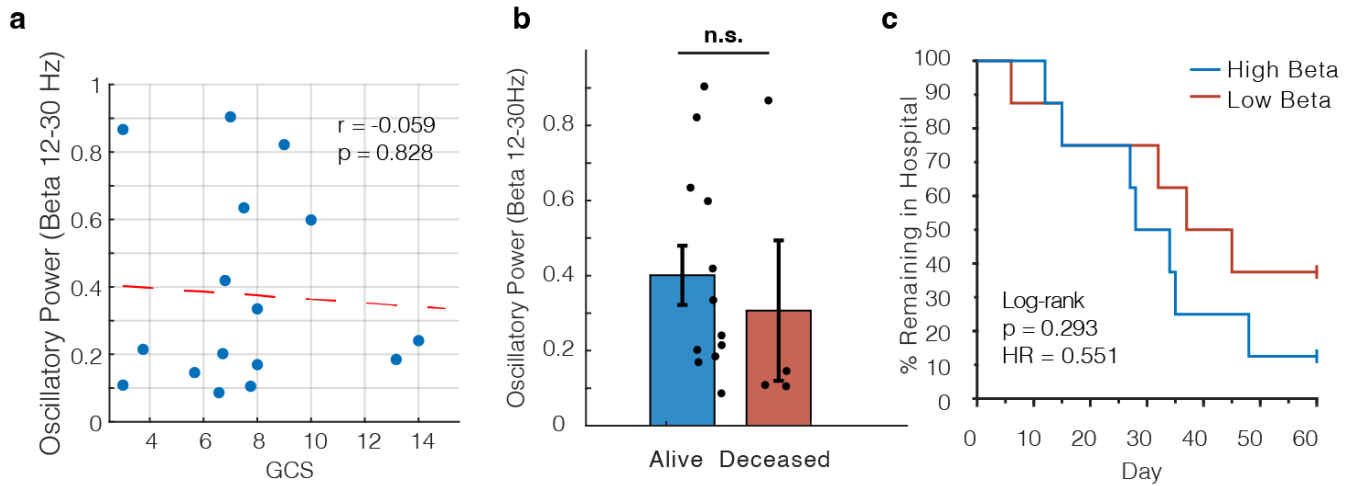 a
Oscillatory Power (Beta 12-30 Hz)
1
0.8
0.6
0.4
0.2
0
r = -0.059
p = 0.828
4 6 8 10 12 14
GCS
b
n.s.
Oscillatory Power (Beta 12-30Hz)
0.8
0.6
0.4
0.2
0
Alive Deceased
c
% Remaining in Hospital
100
90
80
70
60
50
40
30
20
10
0
High Beta
Low Beta
Log-rank
p = 0.293
HR = 0.551
0 10 20 30 40 50 60
Day